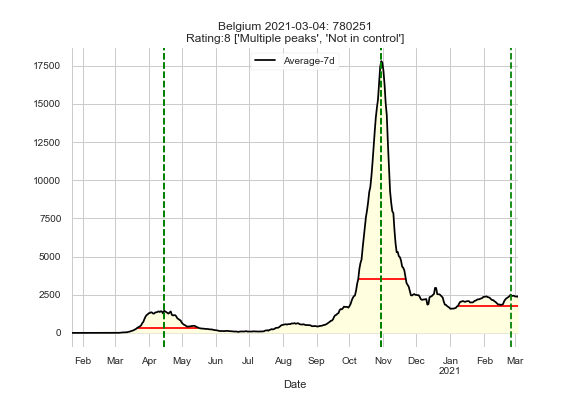 Belgium 2021-03-04: 780251
Rating:8 ['Multiple peaks', 'Not in control']
Average-7d
17500
15000
12500
10000
7500
5000
2500
0
Feb Mar Apr May Jun Jul Aug Sep Oct Nov Dec Jan Feb Mar
2021
Date